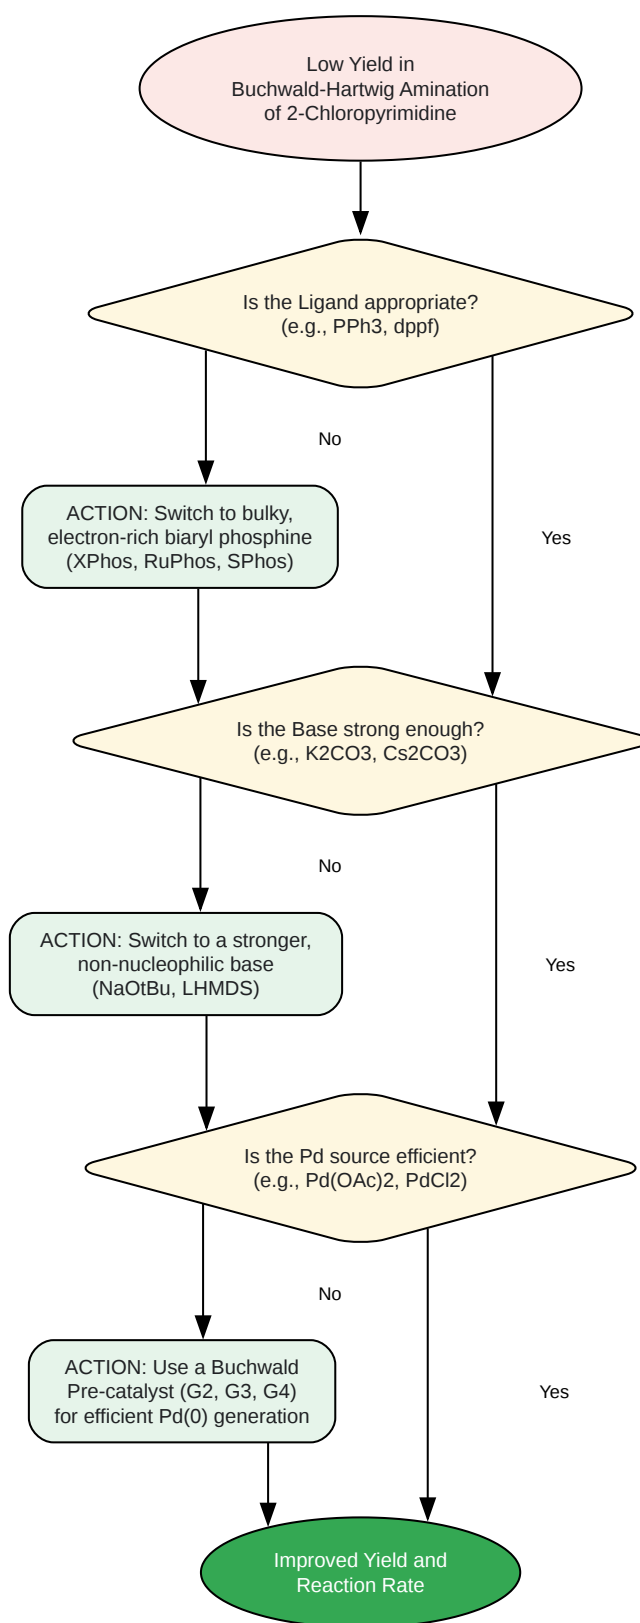 Low Yield in
Buchwald-Hartwig Amination
of 2-Chloropyrimidine
Is the Ligand appropriate?
(e.g., PPh3, dppf)
No
ACTION: Switch to bulky,
electron-rich biaryl phosphine
(XPhos, RuPhos, SPhos)
Yes
Is the Base strong enough?
(e.g., K2CO3, Cs2CO3)
No
ACTION: Switch to a stronger,
non-nucleophilic base
(NaOtBu, LHMDS)
Yes
Is the Pd source efficient?
(e.g., Pd(OAc)2, PdCl2)
No
ACTION: Use a Buchwald
Pre-catalyst (G2, G3, G4)
for efficient Pd(0) generation
Yes
Improved Yield and
Reaction Rate